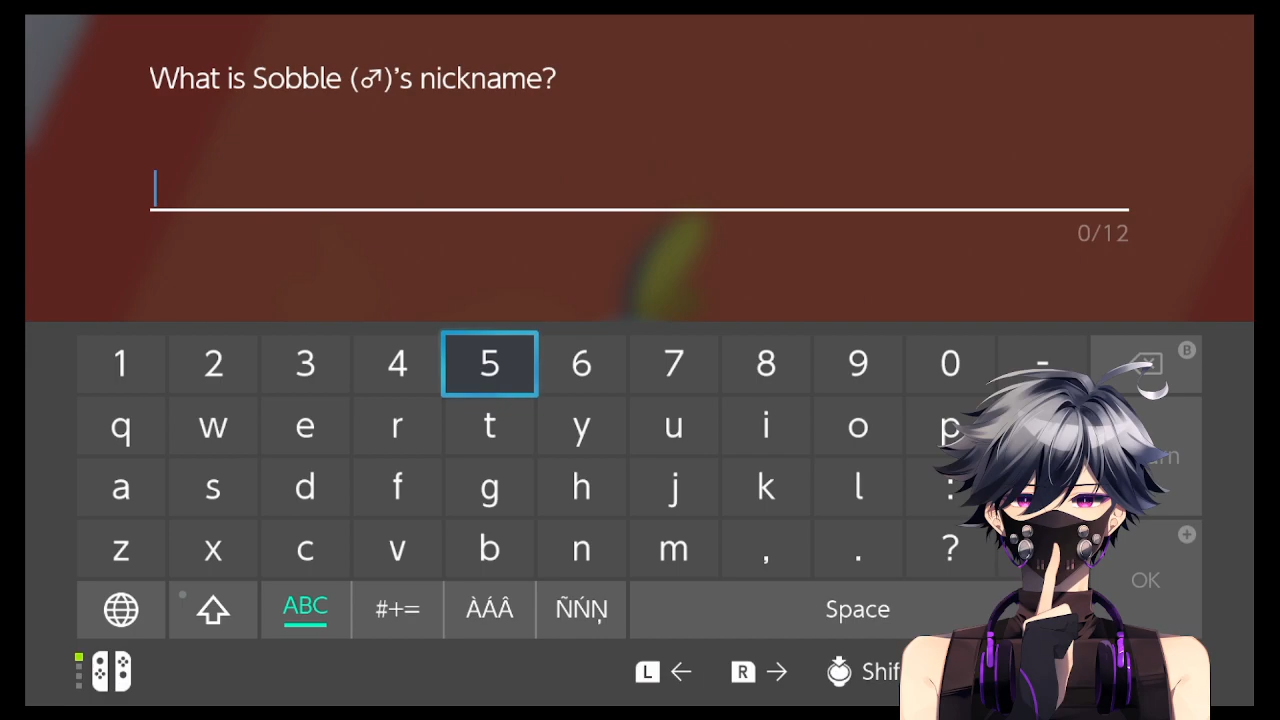 What is Sobble (♂)'s nickname?
0/12
1 2 3 4 5 6 7 8 9 0 - B
q w e r t y u i o p
a s d f g h j k l :
z x c v b n m , . ? +
ABC #+= ÀÁÂ ÑŃŅ Space OK
L ← R →